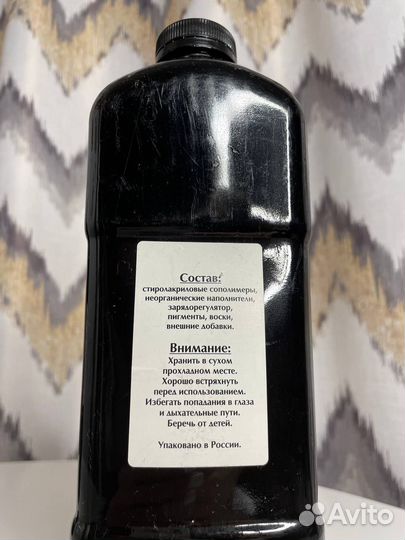 Состав:
стиролакриловые сополимеры,
неорганические наполнители,
зарядорегулятор,
пигменты, воски,
внешние добавки.
Внимание:
Хранить в сухом
прохладном месте.
Хорошо встряхнуть
перед использованием.
Избегать попадания в глаза
и дыхательные пути.
Беречь от детей.
Упаковано в России.
Avito